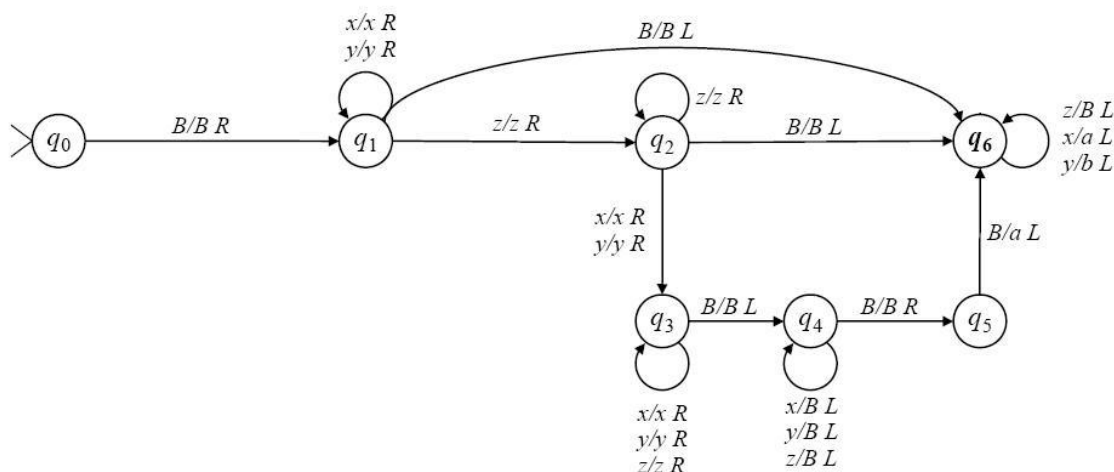 x/x R
y/y R
B/B L
z/z R
z/B L
x/a L
y/b L
q0
B/B R
q1
z/z R
q2
B/B L
q6
x/x R
y/y R
B/a L
q3
B/B L
q4
B/B R
q5
x/x R
y/y R
z/z R
x/B L
y/B L
z/B L